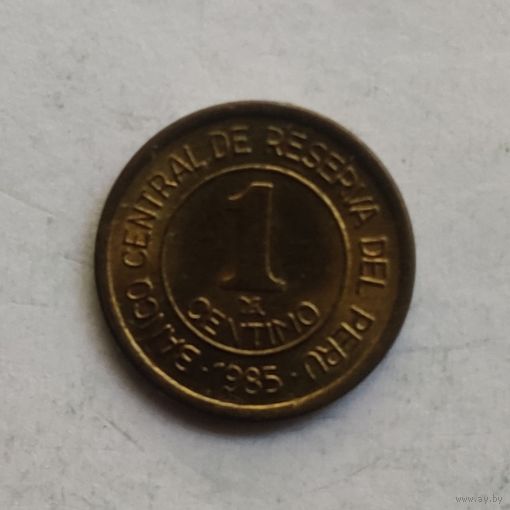 BANCO CENTRAL DE RESERVA DEL PERU
1
CENTIMO
· 1985 ·
www.ay.by